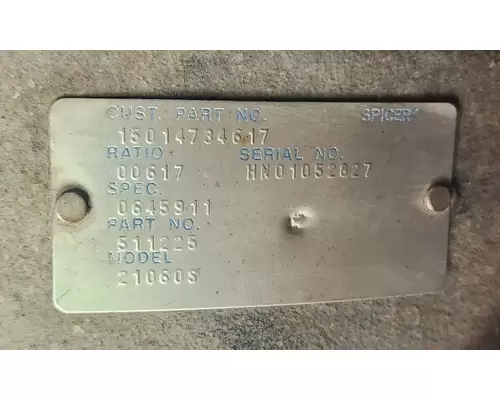 CUST. PART NO. SPICER®
15014734617
RATIO SERIAL NO.
00617 HN01052827
SPEC.
0645911
PART NO.
511225
MODEL
21060S